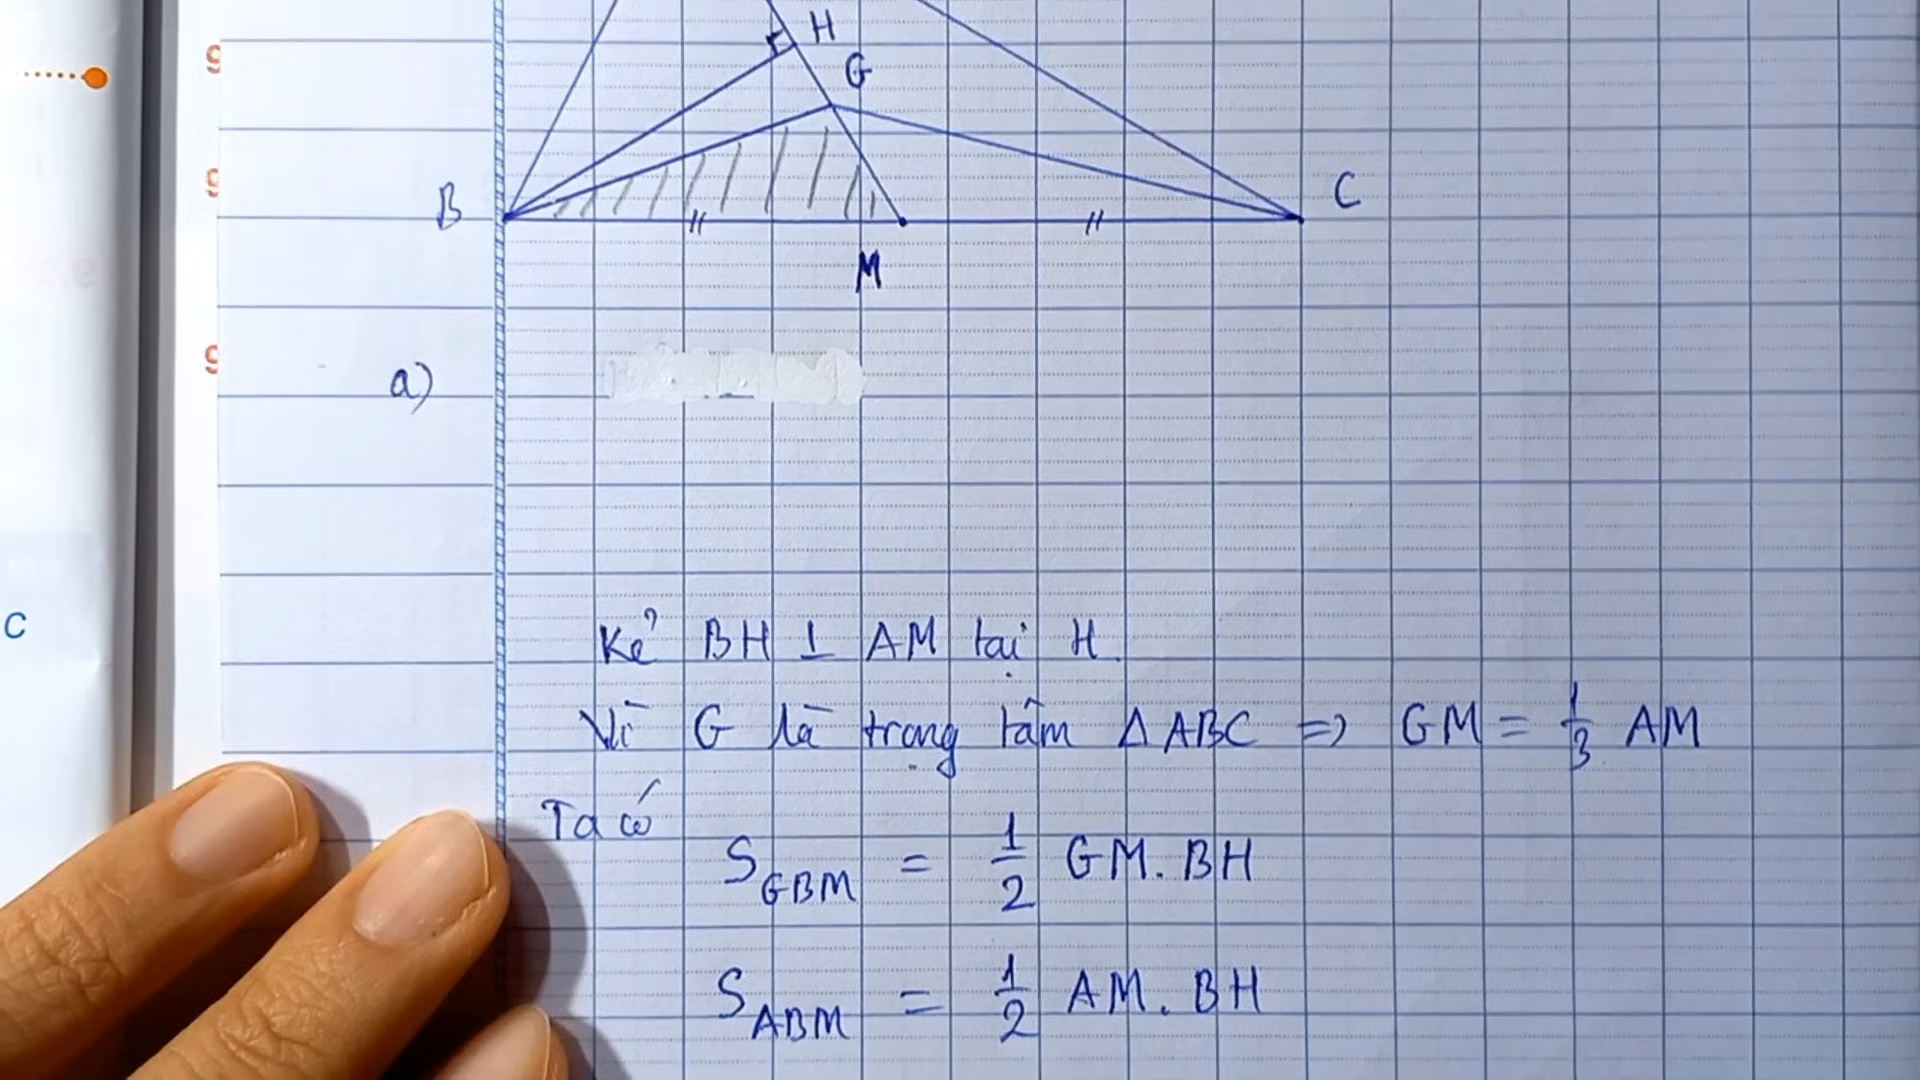 H
G
B
C
M
a)
C
Kẻ BH ⊥ AM tại H.
Vì G là trọng tâm Δ ABC => GM = 1/3 AM
Ta có
S_GBM = 1/2 GM . BH
S_ABM = 1/2 AM . BH